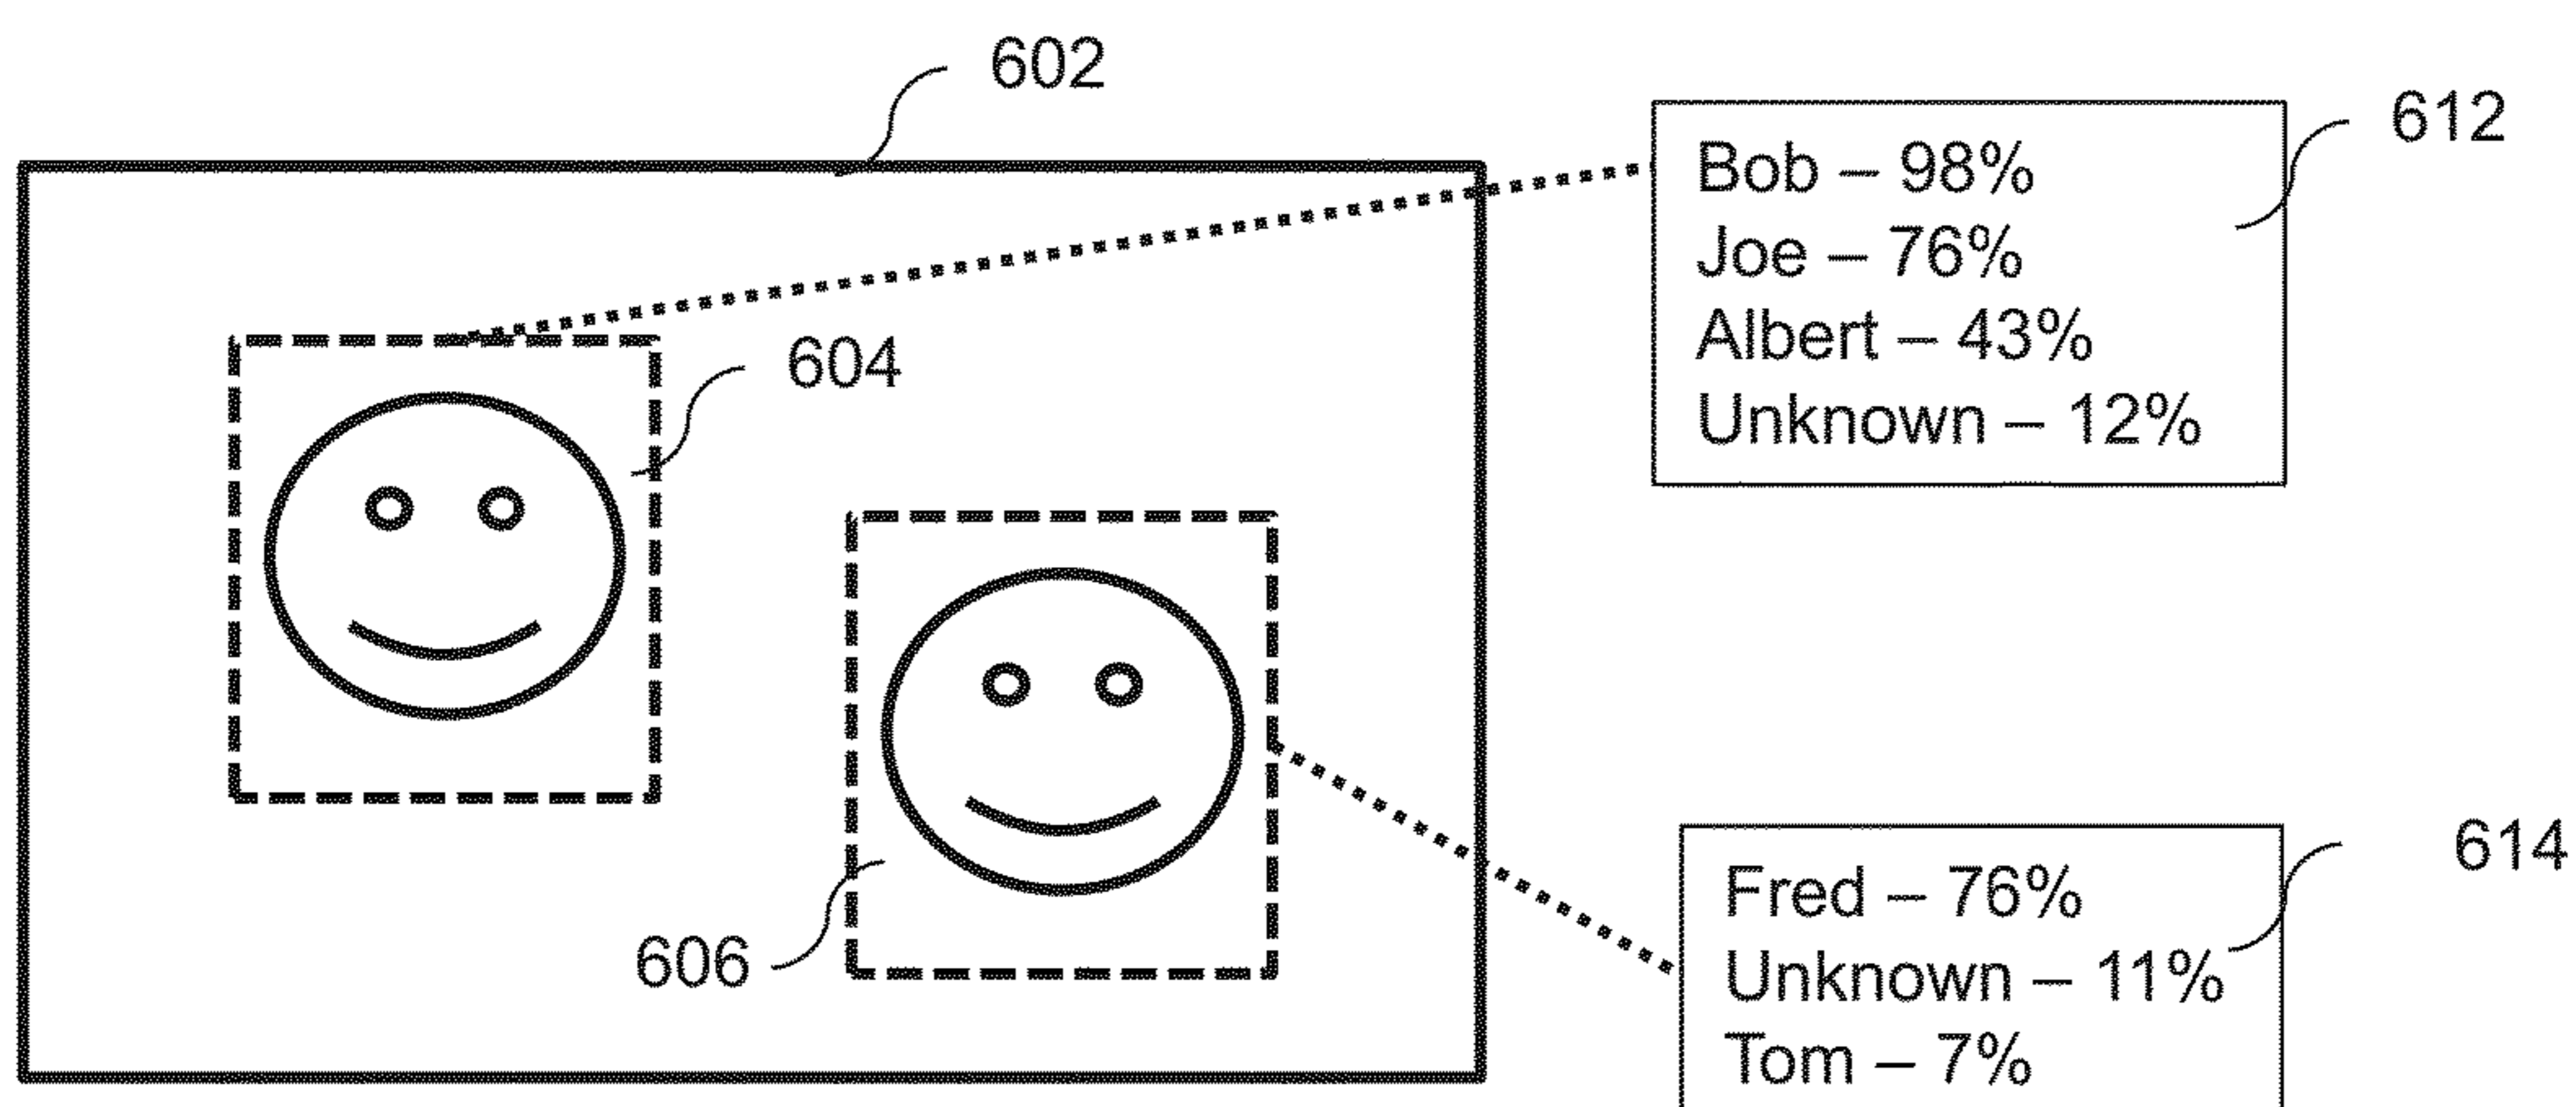 602
612
Bob – 98%
Joe – 76%
Albert – 43%
Unknown – 12%
604
606
614
Fred – 76%
Unknown – 11%
Tom – 7%